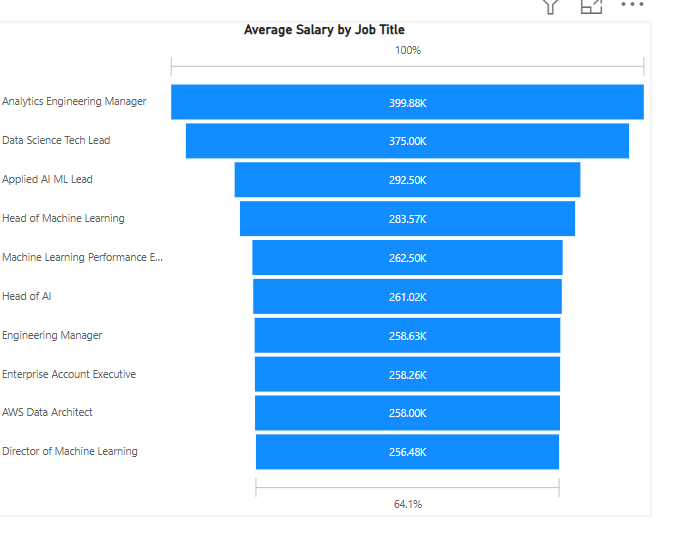 Average Salary by Job Title
100%
Analytics Engineering Manager 399.88K
Data Science Tech Lead 375.00K
Applied AI ML Lead 292.50K
Head of Machine Learning 283.57K
Machine Learning Performance E... 262.50K
Head of AI 261.02K
Engineering Manager 258.63K
Enterprise Account Executive 258.26K
AWS Data Architect 258.00K
Director of Machine Learning 256.48K
64.1%